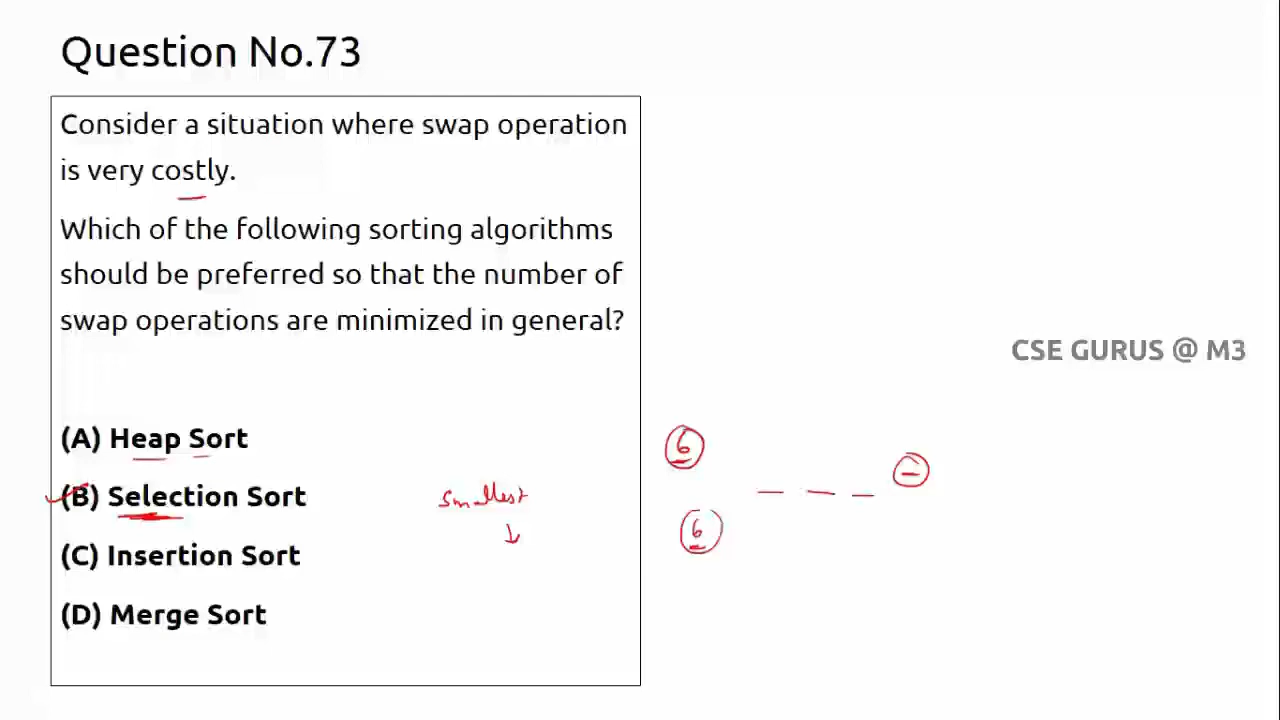 Question No.73
Consider a situation where swap operation
is very costly.
Which of the following sorting algorithms
should be preferred so that the number of
swap operations are minimized in general?
CSE GURUS @ M3
(A) Heap Sort
6
(B) Selection Sort
smallest
6
(C) Insertion Sort
(D) Merge Sort